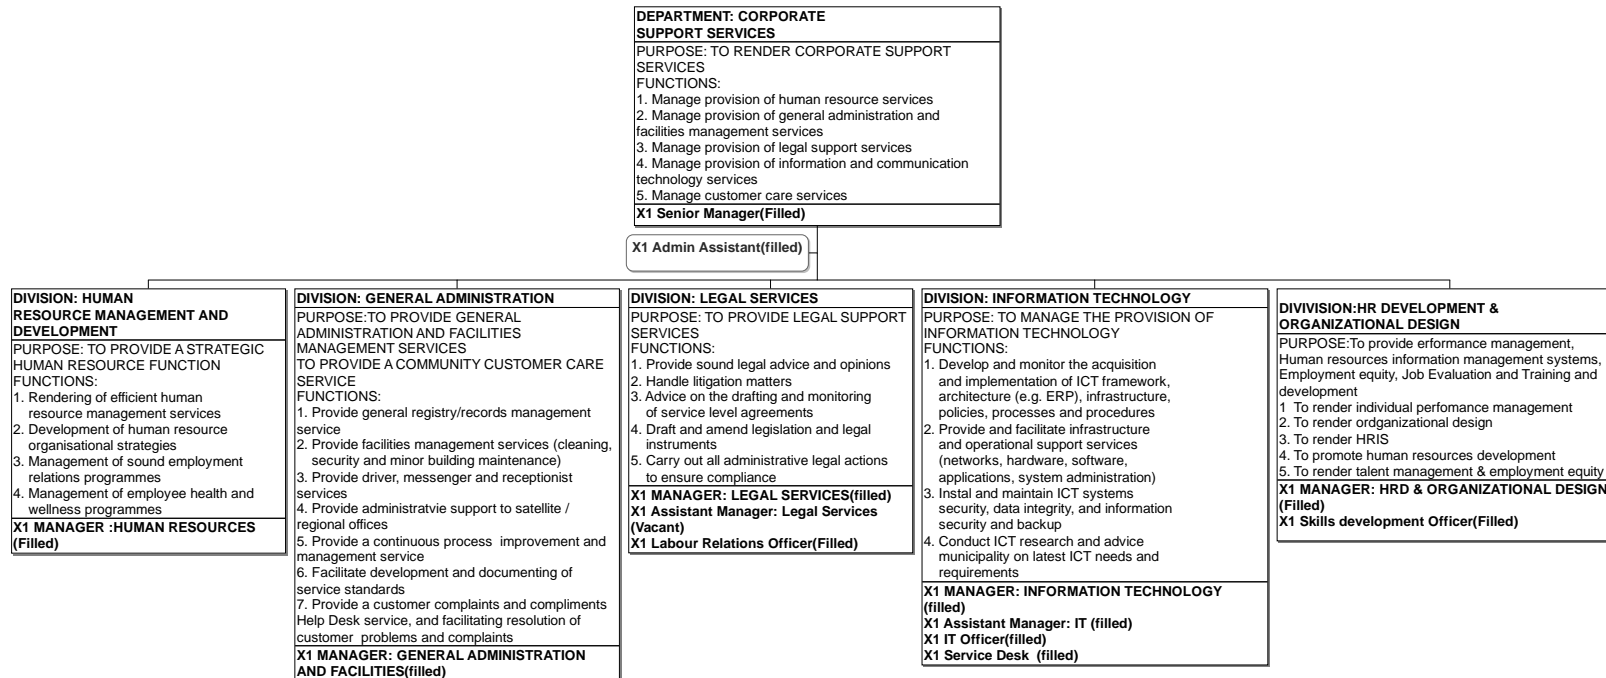 DEPARTMENT: CORPORATE
SUPPORT SERVICES
PURPOSE: TO RENDER CORPORATE SUPPORT
SERVICES
FUNCTIONS:
1. Manage provision of human resource services
2. Manage provision of general administration and
facilities management services
3. Manage provision of legal support services
4. Manage provision of information and communication
technology services
5. Manage customer care services
X1 Senior Manager(Filled)
X1 Admin Assistant(filled)
DIVISION: HUMAN
RESOURCE MANAGEMENT AND
DEVELOPMENT
PURPOSE: TO PROVIDE A STRATEGIC
HUMAN RESOURCE FUNCTION
FUNCTIONS:
1. Rendering of efficient human
resource management services
2. Development of human resource
organisational strategies
3. Management of sound employment
relations programmes
4. Management of employee health and
wellness programmes
X1 MANAGER :HUMAN RESOURCES
(Filled)
DIVISION: GENERAL ADMINISTRATION
PURPOSE:TO PROVIDE GENERAL
ADMINISTRATION AND FACILITIES
MANAGEMENT SERVICES
TO PROVIDE A COMMUNITY CUSTOMER CARE
SERVICE
FUNCTIONS:
1. Provide general registry/records management
service
2. Provide facilities management services (cleaning,
security and minor building maintenance)
3. Provide driver, messenger and receptionist
services
4. Provide administratvie support to satellite /
regional offices
5. Provide a continuous process improvement and
management service
6. Facilitate development and documenting of
service standards
7. Provide a customer complaints and compliments
Help Desk service, and facilitating resolution of
customer problems and complaints
X1 MANAGER: GENERAL ADMINISTRATION
AND FACILITIES(filled)
DIVISION: LEGAL SERVICES
PURPOSE: TO PROVIDE LEGAL SUPPORT
SERVICES
FUNCTIONS:
1. Provide sound legal advice and opinions
2. Handle litigation matters
3. Advice on the drafting and monitoring
of service level agreements
4. Draft and amend legislation and legal
instruments
5. Carry out all administrative legal actions
to ensure compliance
X1 MANAGER: LEGAL SERVICES(filled)
X1 Assistant Manager: Legal Services
(Vacant)
X1 Labour Relations Officer(Filled)
DIVISION: INFORMATION TECHNOLOGY
PURPOSE: TO MANAGE THE PROVISION OF
INFORMATION TECHNOLOGY
FUNCTIONS:
1. Develop and monitor the acquisition
and implementation of ICT framework,
architecture (e.g. ERP), infrastructure,
policies, processes and procedures
2. Provide and facilitate infrastructure
and operational support services
(networks, hardware, software,
applications, system administration)
3. Instal and maintain ICT systems
security, data integrity, and information
security and backup
4. Conduct ICT research and advice
municipality on latest ICT needs and
requirements
X1 MANAGER: INFORMATION TECHNOLOGY
(filled)
X1 Assistant Manager: IT (filled)
X1 IT Officer(filled)
X1 Service Desk (filled)
DIVIVISION:HR DEVELOPMENT &
ORGANIZATIONAL DESIGN
PURPOSE:To provide erformance management,
Human resources information management systems,
Employment equity, Job Evaluation and Training and
development
1 To render individual perfomance management
2. To render ordganizational design
3. To render HRIS
4. To promote human resources development
5. To render talent management & employment equity
X1 MANAGER: HRD & ORGANIZATIONAL DESIGN
(Filled)
X1 Skills development Officer(Filled)